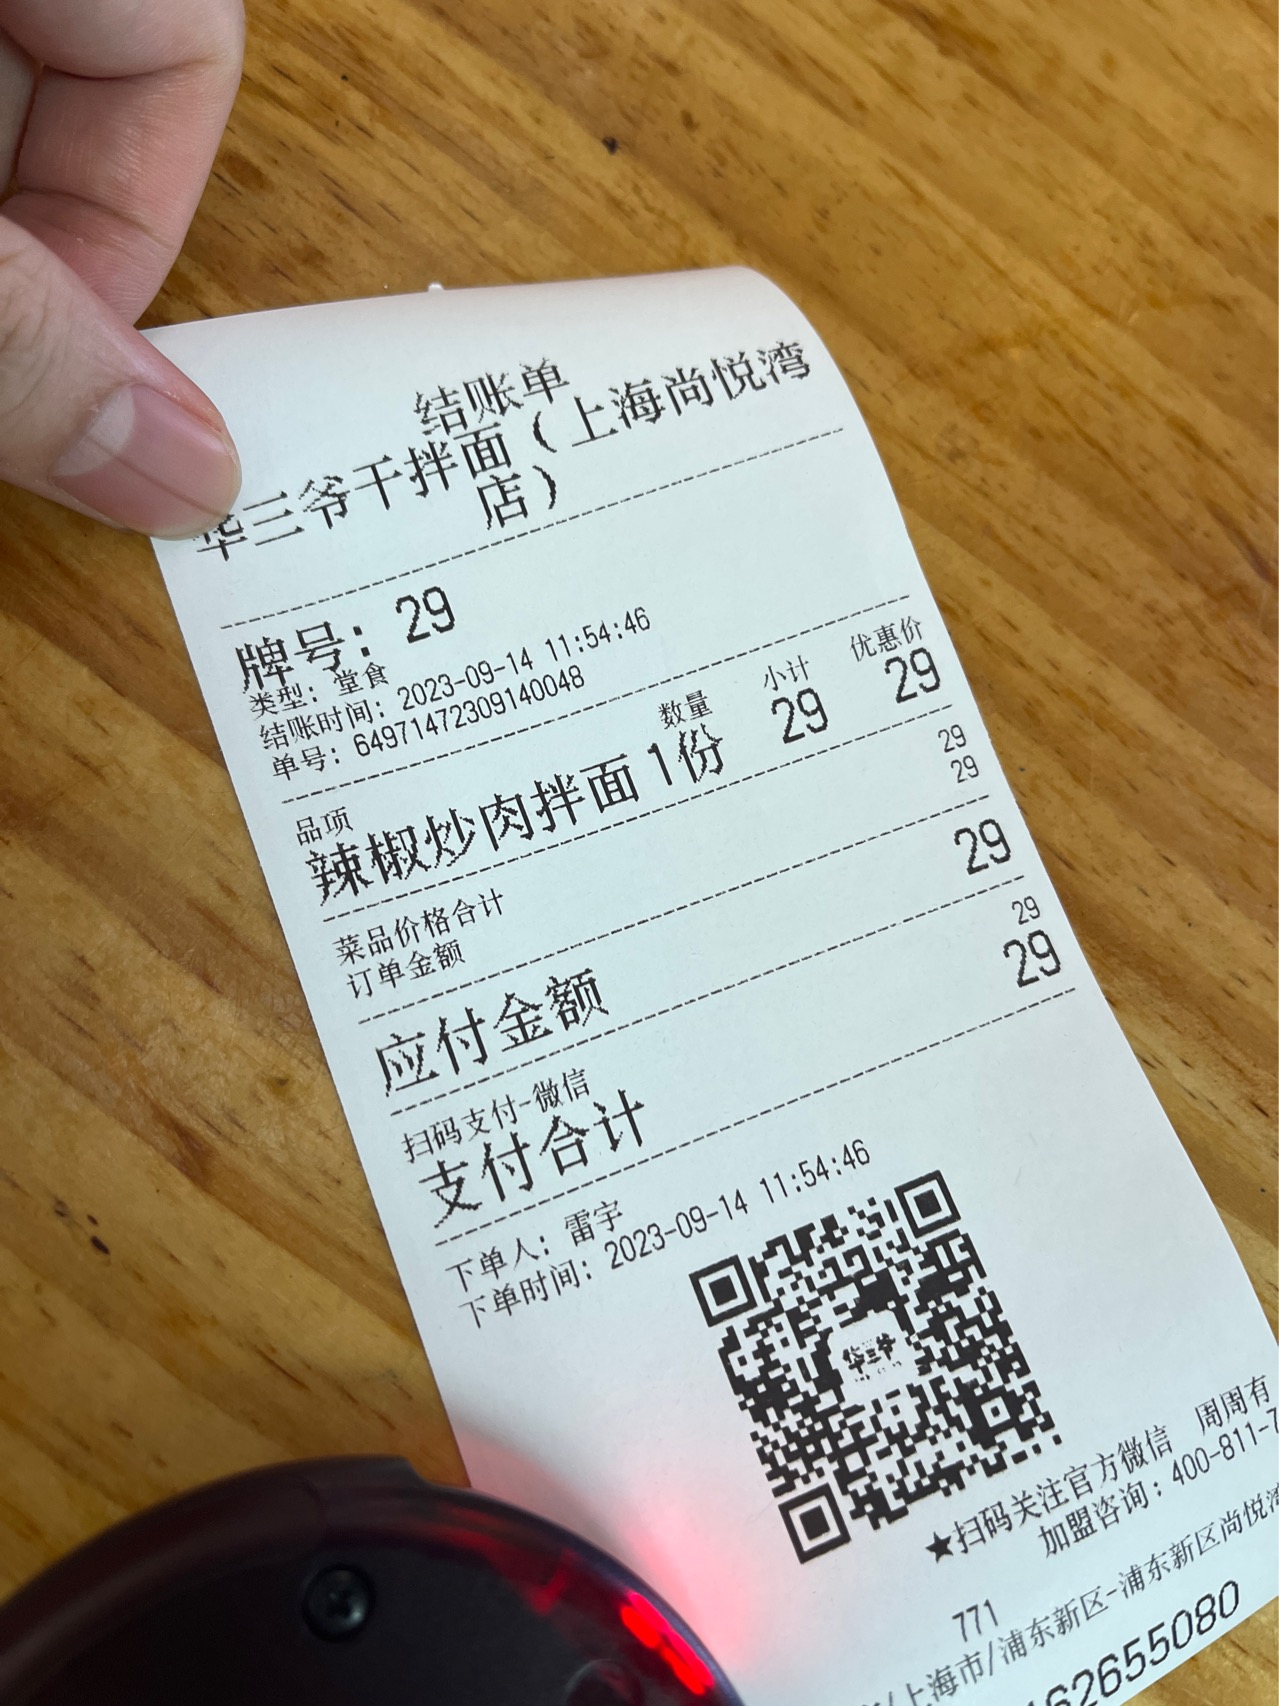 结账单
华三爷干拌面（上海尚悦湾
店）
牌号：29
类型：堂食
结账时间：2023-09-14 11:54:46
单号：64971472309140048
品项 数量 小计 优惠价
辣椒炒肉拌面 1份 29 29
菜品价格合计 29
订单金额 29
应付金额 29
扫码支付-微信 29
支付合计 29
下单人：雷宇
下单时间：2023-09-14 11:54:46
华三爷
★扫码关注官方微信 周周有
加盟咨询：400-811-7
771
/上海市/浦东新区-浦东新区尚悦湾
62655080